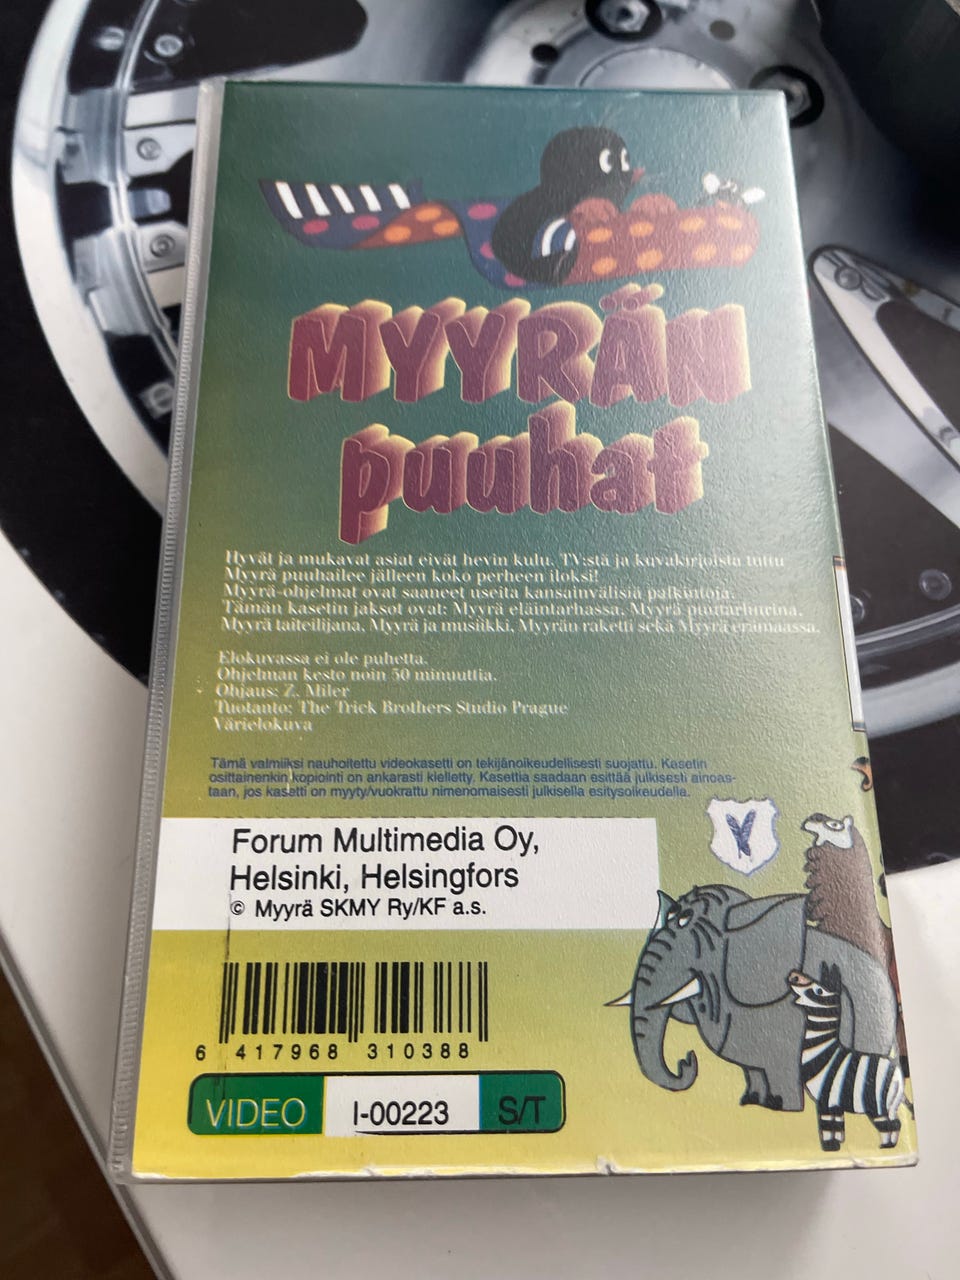 MYYRÄN
puuhat
Hyvät ja mukavat asiat eivät hevin kulu. TV:stä ja kuvakirjoista tuttu
Myyrä puuhailee jälleen koko perheen iloksi!
Myyrä-ohjelmat ovat saaneet useita kansainvälisiä palkintoja.
Tämän kasetin jaksot ovat: Myyrä eläintarhassa, Myyrä puutarhurina,
Myyrä taiteilijana, Myyrä ja musiikki, Myyrän raketti sekä Myyrä erämaassa.
Elokuvassa ei ole puhetta.
Ohjelman kesto noin 50 minuuttia.
Ohjaus: Z. Miler
Tuotanto: The Trick Brothers Studio Prague
Värielokuva
Tämä valmiiksi nauhoitettu videokasetti on tekijänoikeudellisesti suojattu. Kasetin
osittainenkin kopiointi on ankarasti kielletty. Kasettia saadaan esittää julkisesti ainoas-
taan, jos kasetti on myyty/vuokrattu nimenomaisesti julkisella esitysoikeudella.
Forum Multimedia Oy,
Helsinki, Helsingfors
© Myyrä SKMY Ry/KF a.s.
6 417968 310388
VIDEO I-00223 S/T